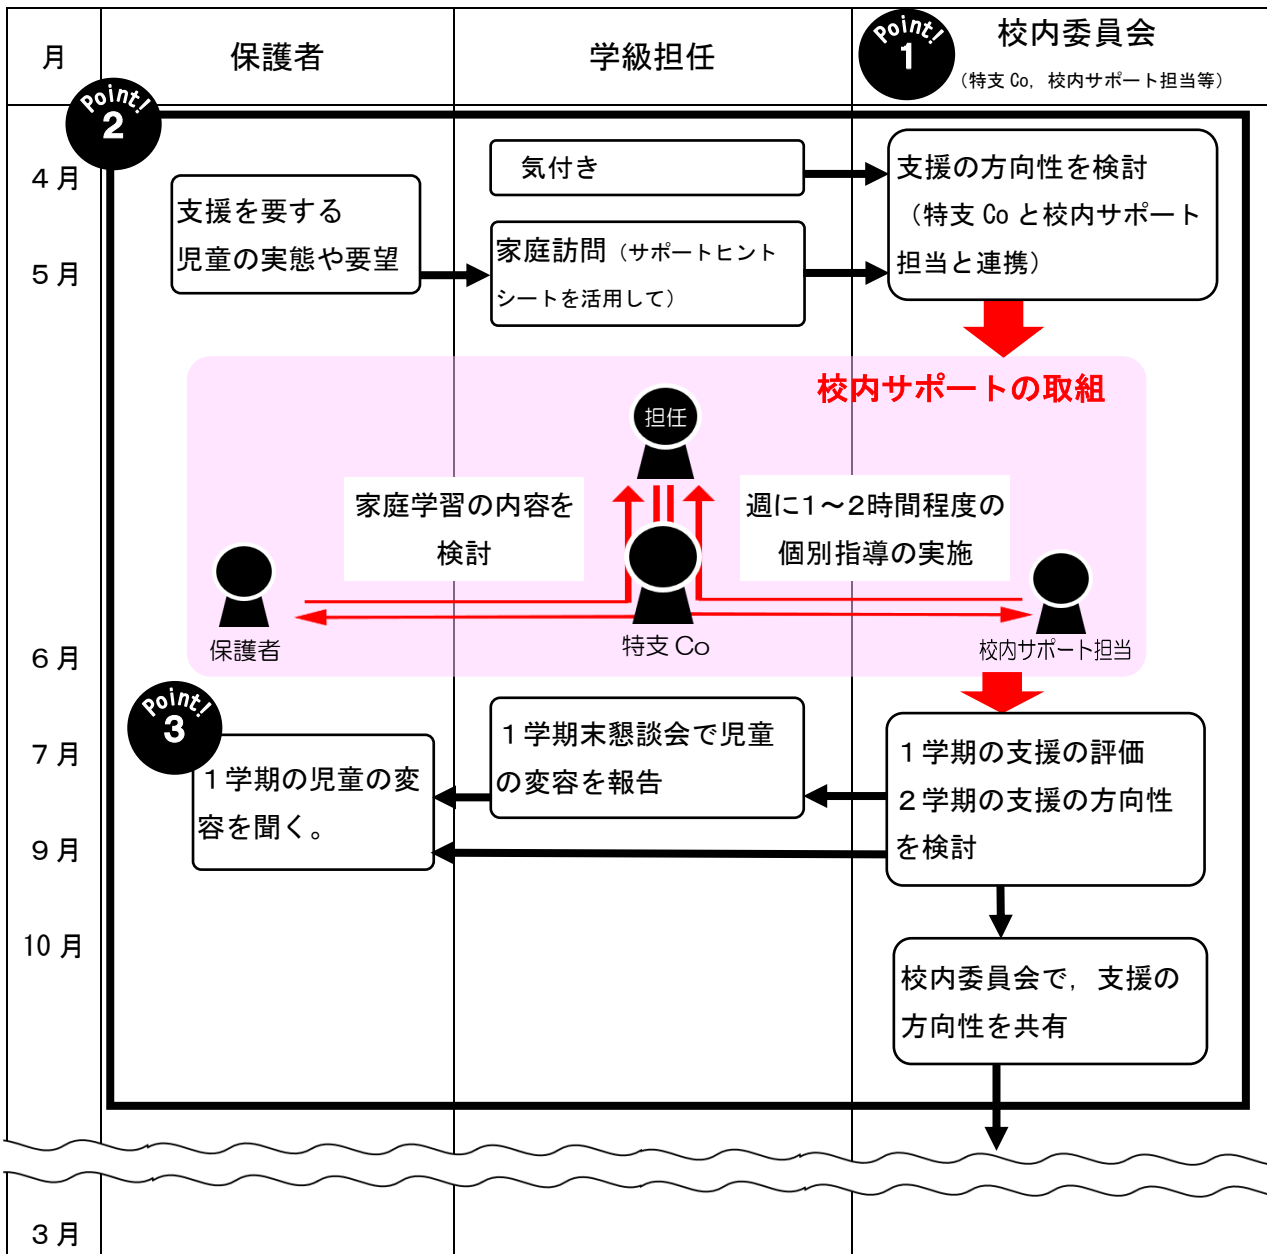 月
保護者
学級担任
Point!
1
校内委員会
(特支 Co, 校内サポート担当等)
Point!
2
4月
5月
支援を要する
児童の実態や要望
気付き
家庭訪問（サポートヒント
シートを活用して）
支援の方向性を検討
（特支 Co と校内サポート
担当と連携）
校内サポートの取組
担任
家庭学習の内容を
検討
週に1～2時間程度の
個別指導の実施
保護者
特支 Co
校内サポート担当
6月
Point!
3
7月
9月
1学期の児童の変
容を聞く。
1学期末懇談会で児童
の変容を報告
1学期の支援の評価
2学期の支援の方向性
を検討
10月
校内委員会で，支援の
方向性を共有
3月